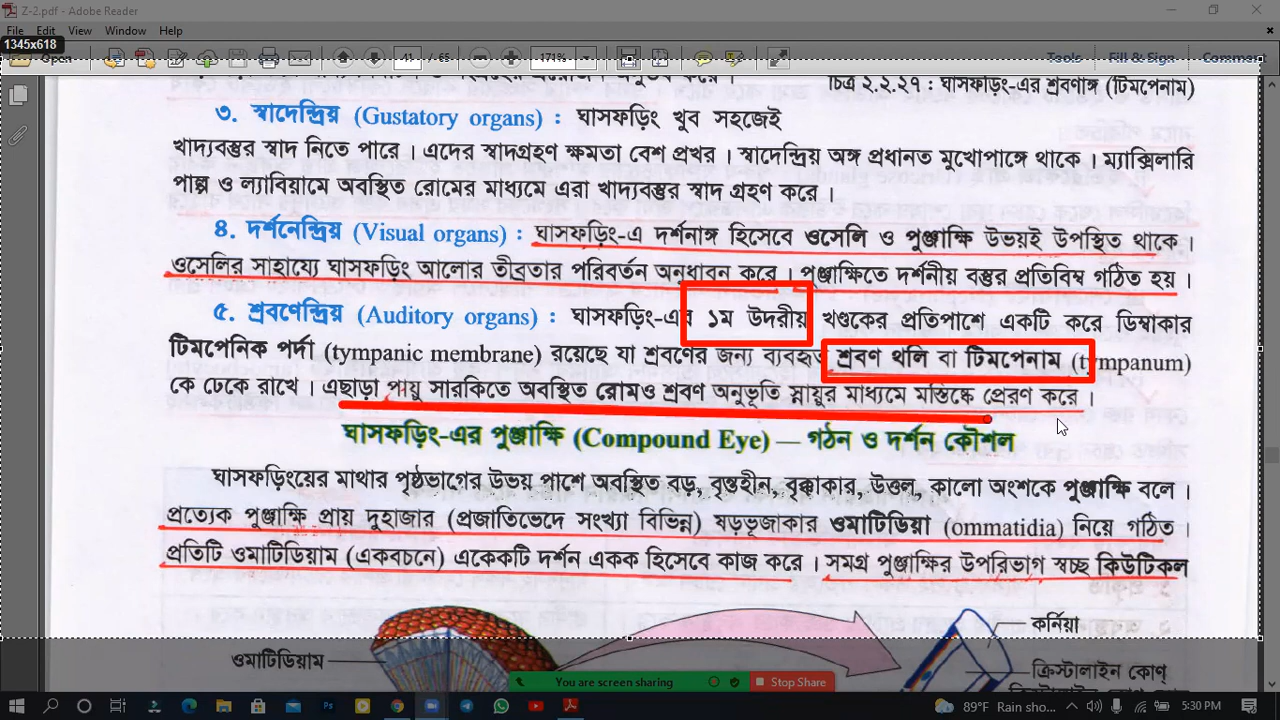 Z-2.pdf - Adobe Reader
File Edit View Window Help
1345x618
Open 41 / 65 171% Tools Fill & Sign Comment
চিত্র ২.২.২৭ : ঘাসফড়িং-এর শ্রবণাঙ্গ (টিমপেনাম)
৩. স্বাদেন্দ্রিয় (Gustatory organs) : ঘাসফড়িং খুব সহজেই
খাদ্যবস্তুর স্বাদ নিতে পারে। এদের স্বাদগ্রহণ ক্ষমতা বেশ প্রখর। স্বাদেন্দ্রিয় অঙ্গ প্রধানত মুখোপাঙ্গে থাকে। ম্যাক্সিলারি
পাল্প ও ল্যাবিয়ামে অবস্থিত রোমের মাধ্যমে এরা খাদ্যবস্তুর স্বাদ গ্রহণ করে।
৪. দর্শনেন্দ্রিয় (Visual organs) : ঘাসফড়িং-এ দর্শনাঙ্গ হিসেবে ওসেলি ও পুঞ্জাক্ষি উভয়ই উপস্থিত থাকে।
ওসেলির সাহায্যে ঘাসফড়িং আলোর তীব্রতার পরিবর্তন অনুধাবন করে। পুঞ্জাক্ষিতে দর্শনীয় বস্তুর প্রতিবিম্ব গঠিত হয়।
৫. শ্রবণেন্দ্রিয় (Auditory organs) : ঘাসফড়িং-এর ১ম উদরীয় খণ্ডকের প্রতিপাশে একটি করে ডিম্বাকার
টিমপেনিক পর্দা (tympanic membrane) রয়েছে যা শ্রবণের জন্য ব্যবহৃত শ্রবণ থলি বা টিমপেনাম (tympanum)
কে ঢেকে রাখে। এছাড়া পায়ু সারকিতে অবস্থিত রোমও শ্রবণ অনুভূতি স্নায়ুর মাধ্যমে মস্তিষ্কে প্রেরণ করে।
ঘাসফড়িং-এর পুঞ্জাক্ষি (Compound Eye) — গঠন ও দর্শন কৌশল
ঘাসফড়িংয়ের মাথার পৃষ্ঠভাগের উভয় পাশে অবস্থিত বড়, বৃন্তহীন, বৃক্কাকার, উত্তল, কালো অংশকে পুঞ্জাক্ষি বলে।
প্রত্যেক পুঞ্জাক্ষি প্রায় দুহাজার (প্রজাতিভেদে সংখ্যা বিভিন্ন) ষড়ভূজাকার ওমাটিডিয়া (ommatidia) নিয়ে গঠিত।
প্রতিটি ওমাটিডিয়াম (একবচনে) একেকটি দর্শন একক হিসেবে কাজ করে। সমগ্র পুঞ্জাক্ষির উপরিভাগ স্বচ্ছ কিউটিকল
কর্নিয়া
ওমাটিডিয়াম
ক্রিস্টালাইন কোণ্
You are screen sharing Stop Share
89°F Rain sho... 5:30 PM